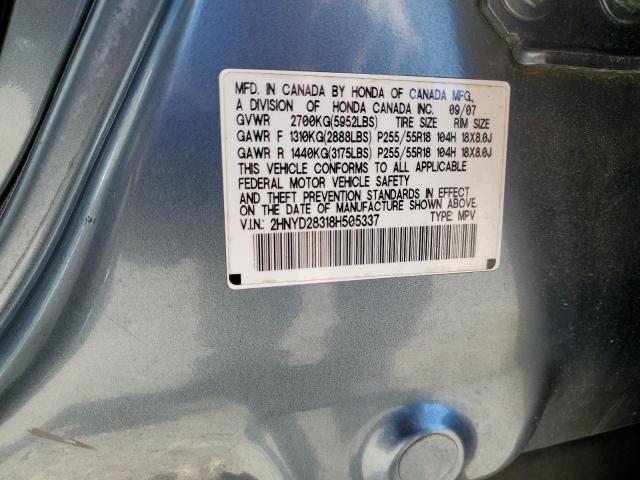 MFD. IN CANADA BY HONDA OF CANADA MFG.,
A DIVISION OF HONDA CANADA INC. 09/07
GVWR 2700KG(5952LBS) TIRE SIZE RIM SIZE
GAWR F 1310KG(2888LBS) P255/55R18 104H 18X8.0J
GAWR R 1440KG(3175LBS) P255/55R18 104H 18X8.0J
THIS VEHICLE CONFORMS TO ALL APPLICABLE
FEDERAL MOTOR VEHICLE SAFETY
AND THEFT PREVENTION STANDARDS IN EFFECT
ON THE DATE OF MANUFACTURE SHOWN ABOVE.
V.I.N.: 2HNYD28318H505337 TYPE: MPV